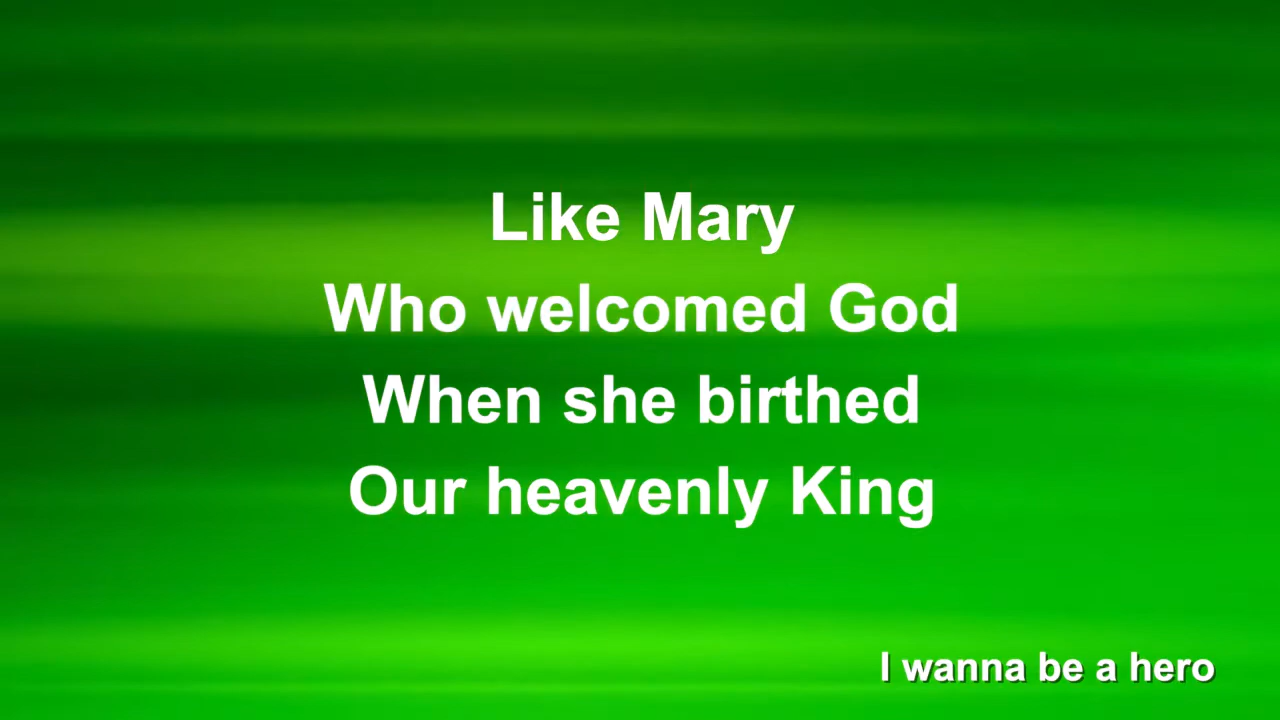 Like Mary
Who welcomed God
When she birthed
Our heavenly King
I wanna be a hero